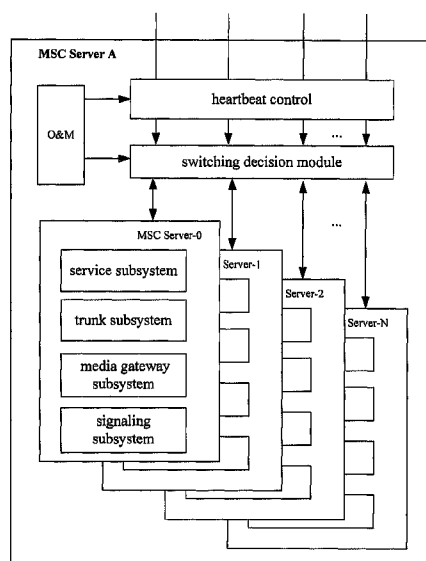 MSC Server A
heartbeat control
O&M
...
switching decision module
...
MSC Server-0
service subsystem
Server-1
trunk subsystem
Server-2
media gateway
subsystem
Server-N
signaling
subsystem